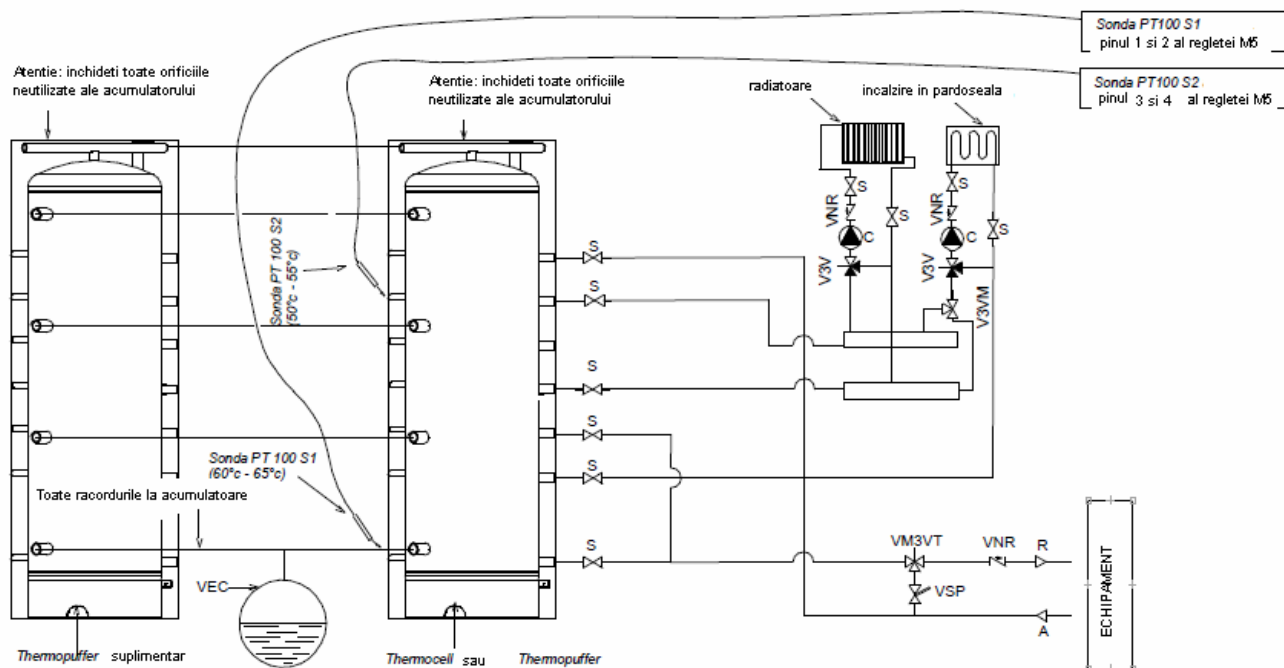 Sonda PT100 S1
pinul 1 si 2 al regletei M5
Sonda PT100 S2
pinul 3 si 4 al regletei M5
Atentie: inchideti toate orificiile
neutilizate ale acumulatorului
Atentie: inchideti toate orificiile
neutilizate ale acumulatorului
radiatoare
incalzire in pardoseala
S
S
VNR
S
VNR
S
C
C
V3V
V3V
V3VM
Sonda PT 100 S2
(50°c - 55°c)
S
S
S
S
S
S
Sonda PT 100 S1
(60°c - 65°c)
Toate racordurile la acumulatoare
VEC
VM3VT
VNR
R
VSP
A
ECHIPAMENT
Thermopuffer suplimentar
Thermocell sau Thermopuffer